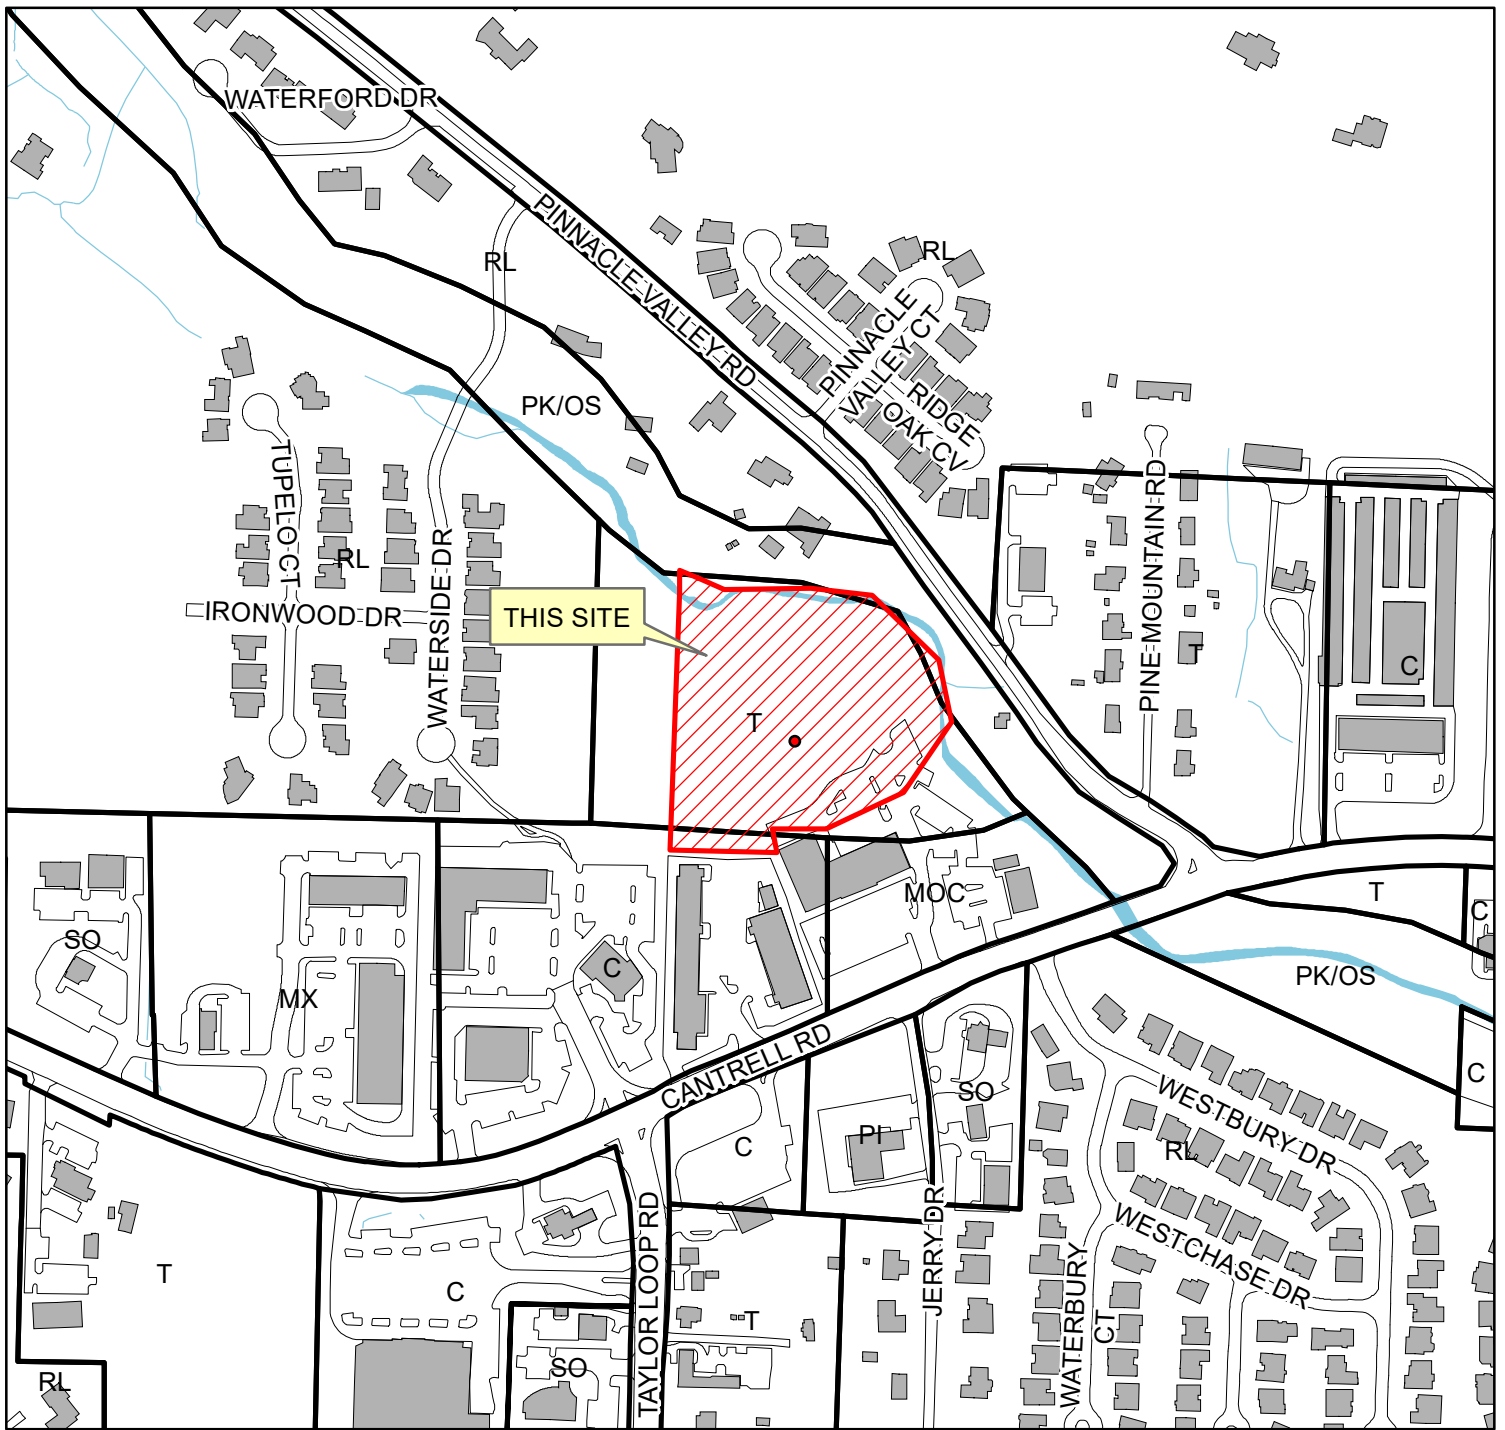 WATERFORD DR
PINNACLE VALLEY RD
RL
RL
PINNACLE
VALLEY CT
RIDGE
OAK CV
PK/OS
TUPELO CT
RL
IRONWOOD DR
WATERSIDE DR
THIS SITE
T
PINE MOUNTAIN RD
T
C
SO
MX
C
MOC
T
C
PK/OS
C
CANTRELL RD
SO
C
PI
WESTBURY DR
RL
WESTCHASE DR
JERRY DR
WATERBURY
CT
TAYLOR LOOP RD
T
C
T
SO
RL